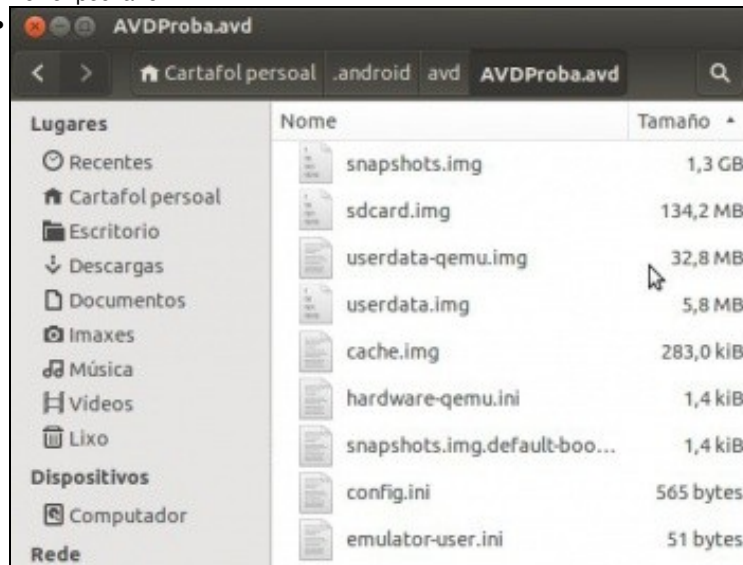 AVDProba.avd
Cartafol persoal .android avd AVDProba.avd
Lugares
Recentes
Cartafol persoal
Escritorio
Descargas
Documentos
Imaxes
Música
Vídeos
Lixo
Dispositivos
Computador
Rede
Nome Tamaño
snapshots.img 1,3 GB
sdcard.img 134,2 MB
userdata-qemu.img 32,8 MB
userdata.img 5,8 MB
cache.img 283,0 kiB
hardware-qemu.ini 1,4 kiB
snapshots.img.default-boo... 1,4 kiB
config.ini 565 bytes
emulator-user.ini 51 bytes